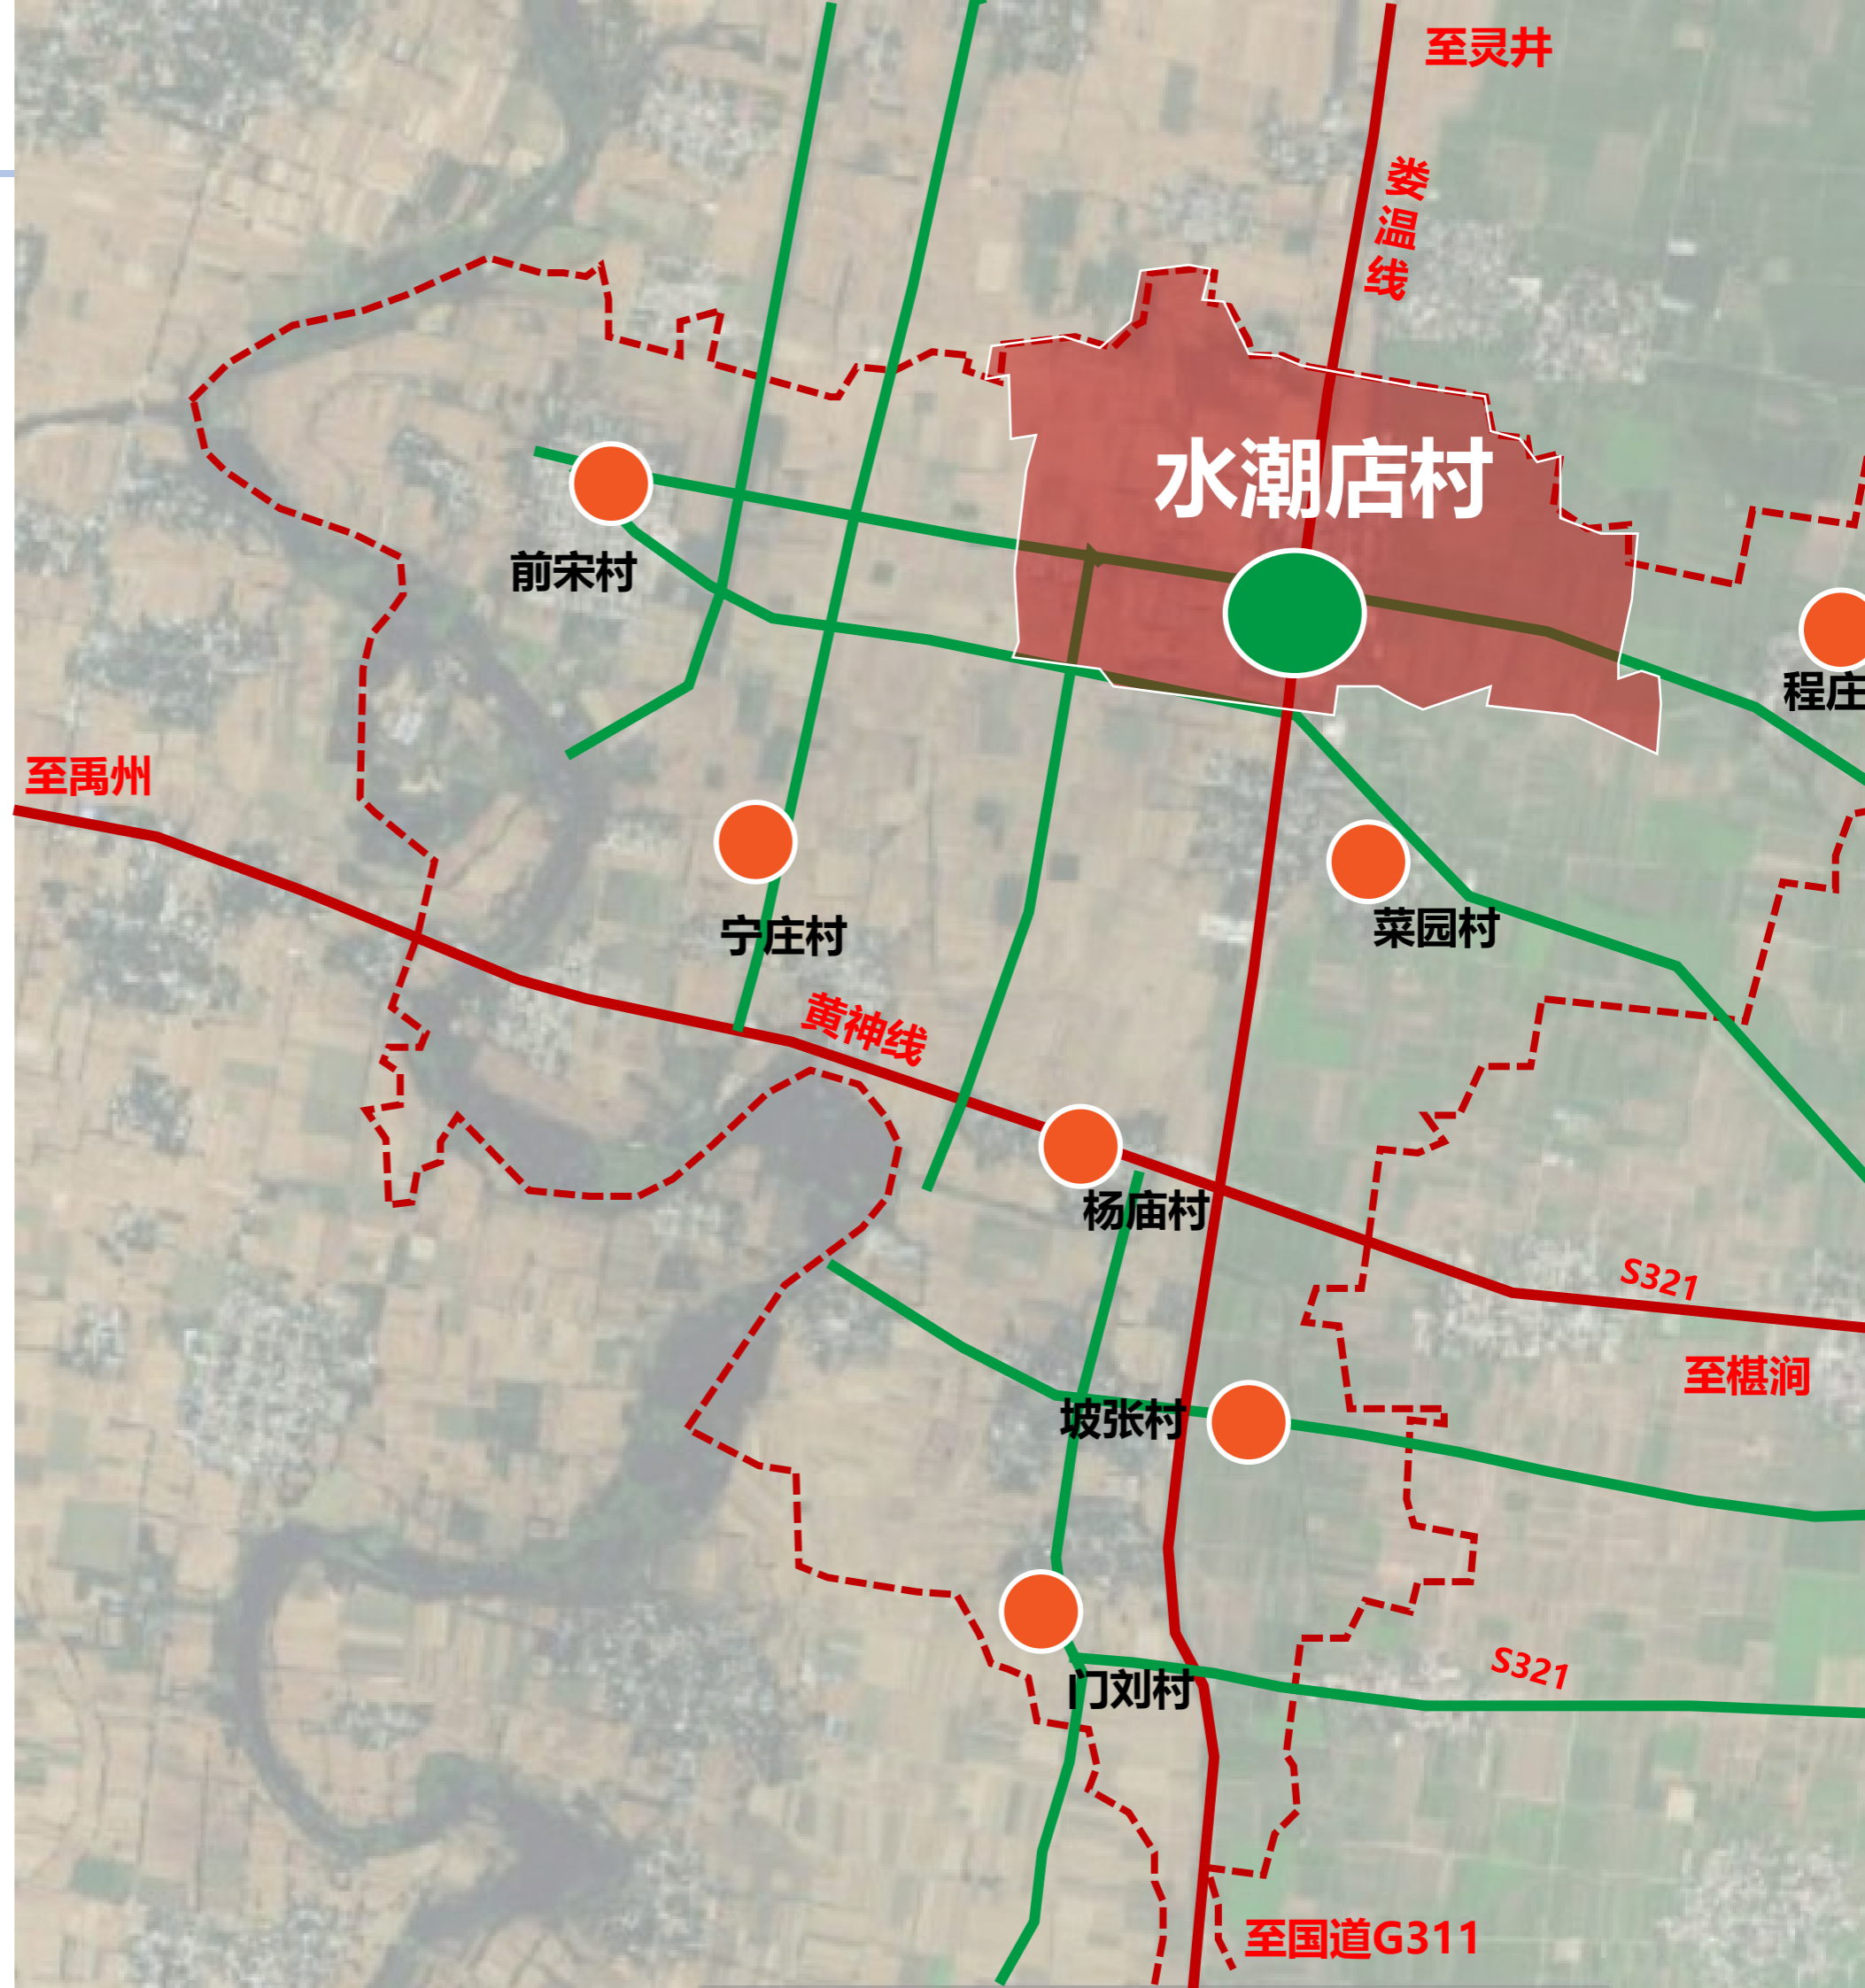 至灵井
娄温线
水潮店村
前宋村
程庄
至禹州
宁庄村
菜园村
黄神线
杨庙村
S321
至椹涧
坡张村
S321
门刘村
至国道G311